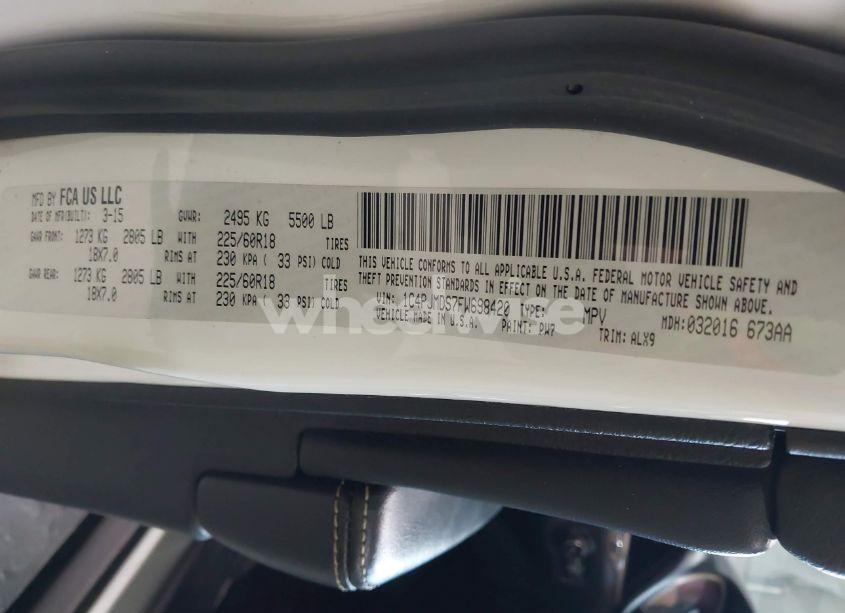 MFD BY FCA US LLC
DATE OF MFR(BUILT): 3-15 GVWR: 2495 KG 5500 LB
GWAR FRONT: 1273 KG 2805 LB WITH 225/60R18 TIRES
18X7.0 RIMS AT 230 KPA ( 33 PSI) COLD
GAWR REAR: 1273 KG 2805 LB WITH 225/60R18 TIRES
18X7.0 RIMS AT 230 KPA ( 33 PSI) COLD
THIS VEHICLE CONFORMS TO ALL APPLICABLE U.S.A. FEDERAL MOTOR VEHICLE SAFETY AND
THEFT PREVENTION STANDARDS IN EFFECT ON THE DATE OF MANUFACTURE SHOWN ABOVE.
VIN: 1C4PJMDS7FW698420 TYPE: MPV MDH:032016 673AA
VEHICLE MADE IN U.S.A. PAINT: PW7 TRIM: ALX9